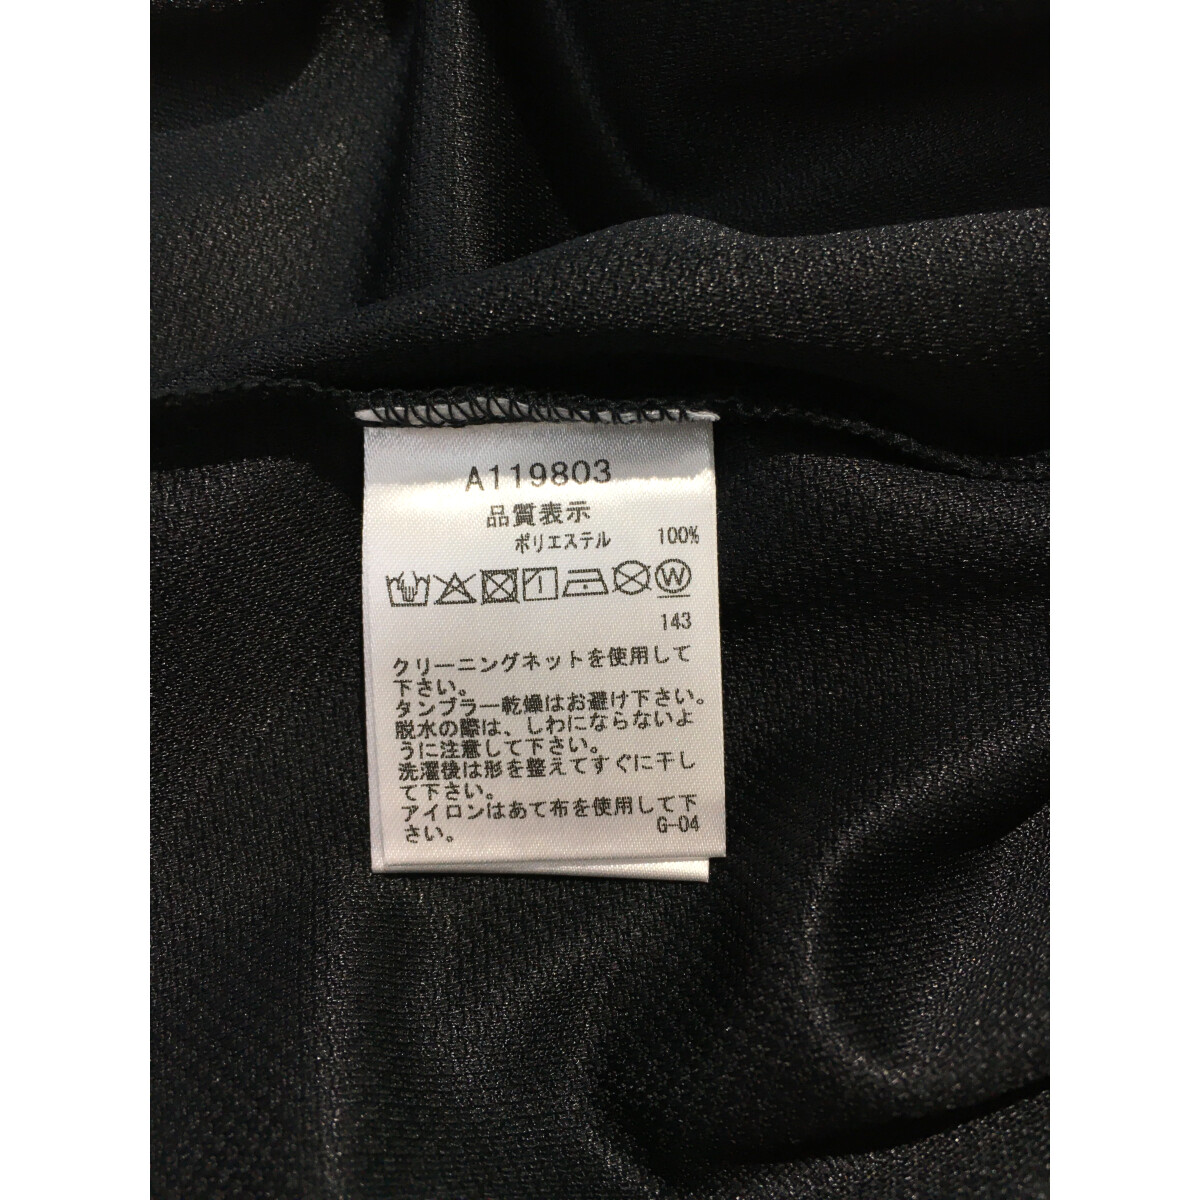 A119803
品質表示
ポリエステル 100%
W
143
クリーニングネットを使用して
下さい。
タンブラー乾燥はお避け下さい。
脱水の際は、しわにならないよ
うに注意して下さい。
洗濯後は形を整えてすぐに干し
て下さい。
アイロンはあて布を使用して下
さい。 G-04